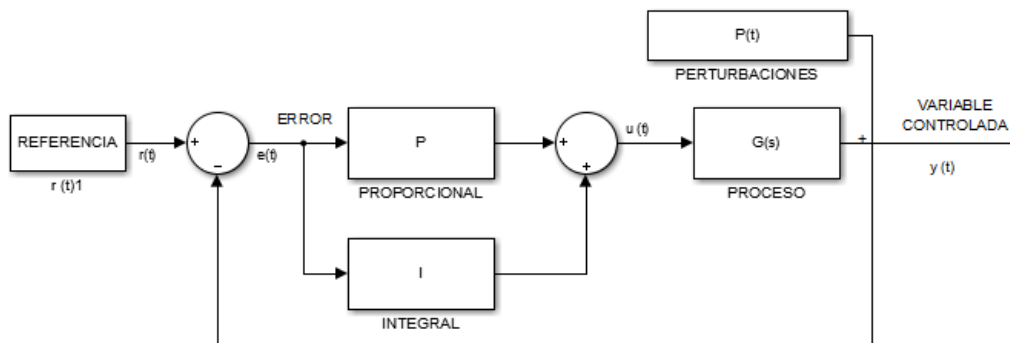 P(t)
PERTURBACIONES
REFERENCIA
r (t)1
r(t)
+
−
ERROR
e(t)
P
PROPORCIONAL
I
INTEGRAL
+
+
u (t)
G(s)
PROCESO
+
VARIABLE
CONTROLADA
y (t)